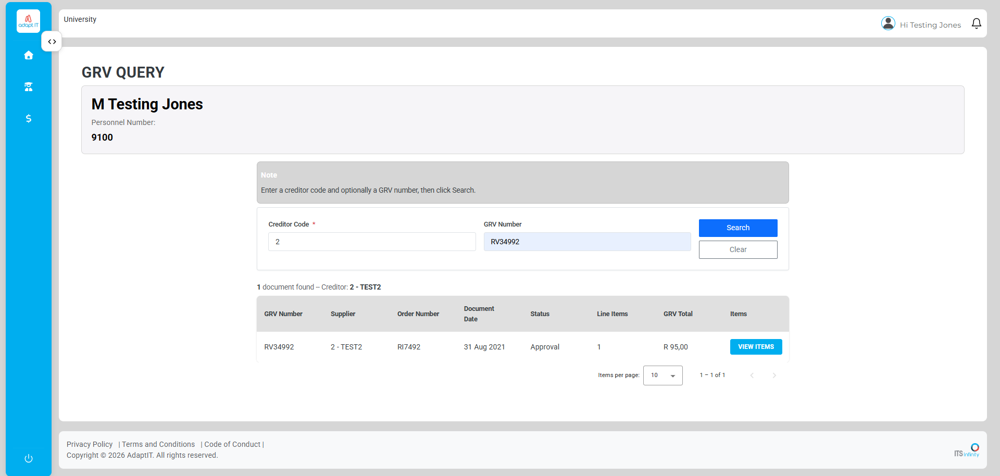 adapt IT
University
Hi Testing Jones
GRV QUERY
M Testing Jones
Personnel Number:
9100
Note
Enter a creditor code and optionally a GRV number, then click Search.
Creditor Code *
GRV Number
Search
2
RV34992
Clear
1 document found -- Creditor: 2 - TEST2
GRV Number Supplier Order Number Document Date Status Line Items GRV Total Items
RV34992 2 - TEST2 RI7492 31 Aug 2021 Approval 1 R 95,00 VIEW ITEMS
Items per page: 10 1 – 1 of 1
Privacy Policy | Terms and Conditions | Code of Conduct |
Copyright © 2026 AdaptIT. All rights reserved.
ITS Infinity